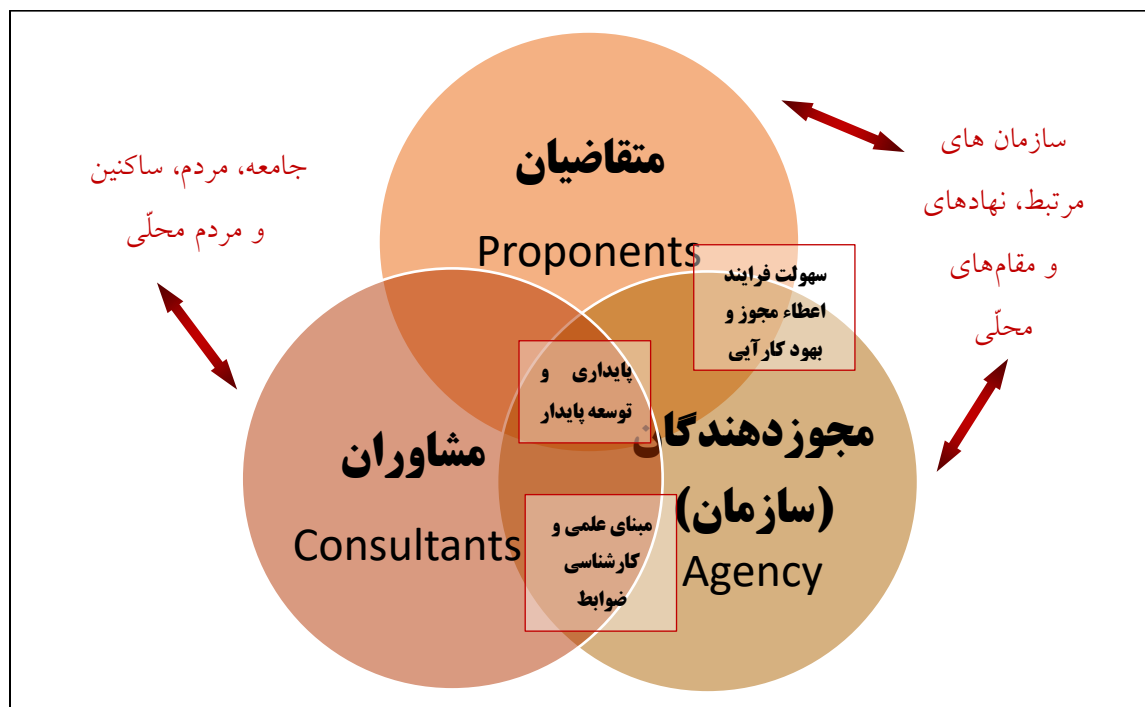 متقاضیان
Proponents
سازمان های
مرتبط، نهادهای
و مقام‌های
محلّی
جامعه، مردم، ساکنین
و مردم محلّی
سهولت فرایند
اعطاء مجوز و
بهود کارآیی
پایداری و
توسعه پایدار
مجوزدهندگان
(سازمان)
Agency
مشاوران
Consultants
مبنای علمی و
کارشناسی
ضوابط